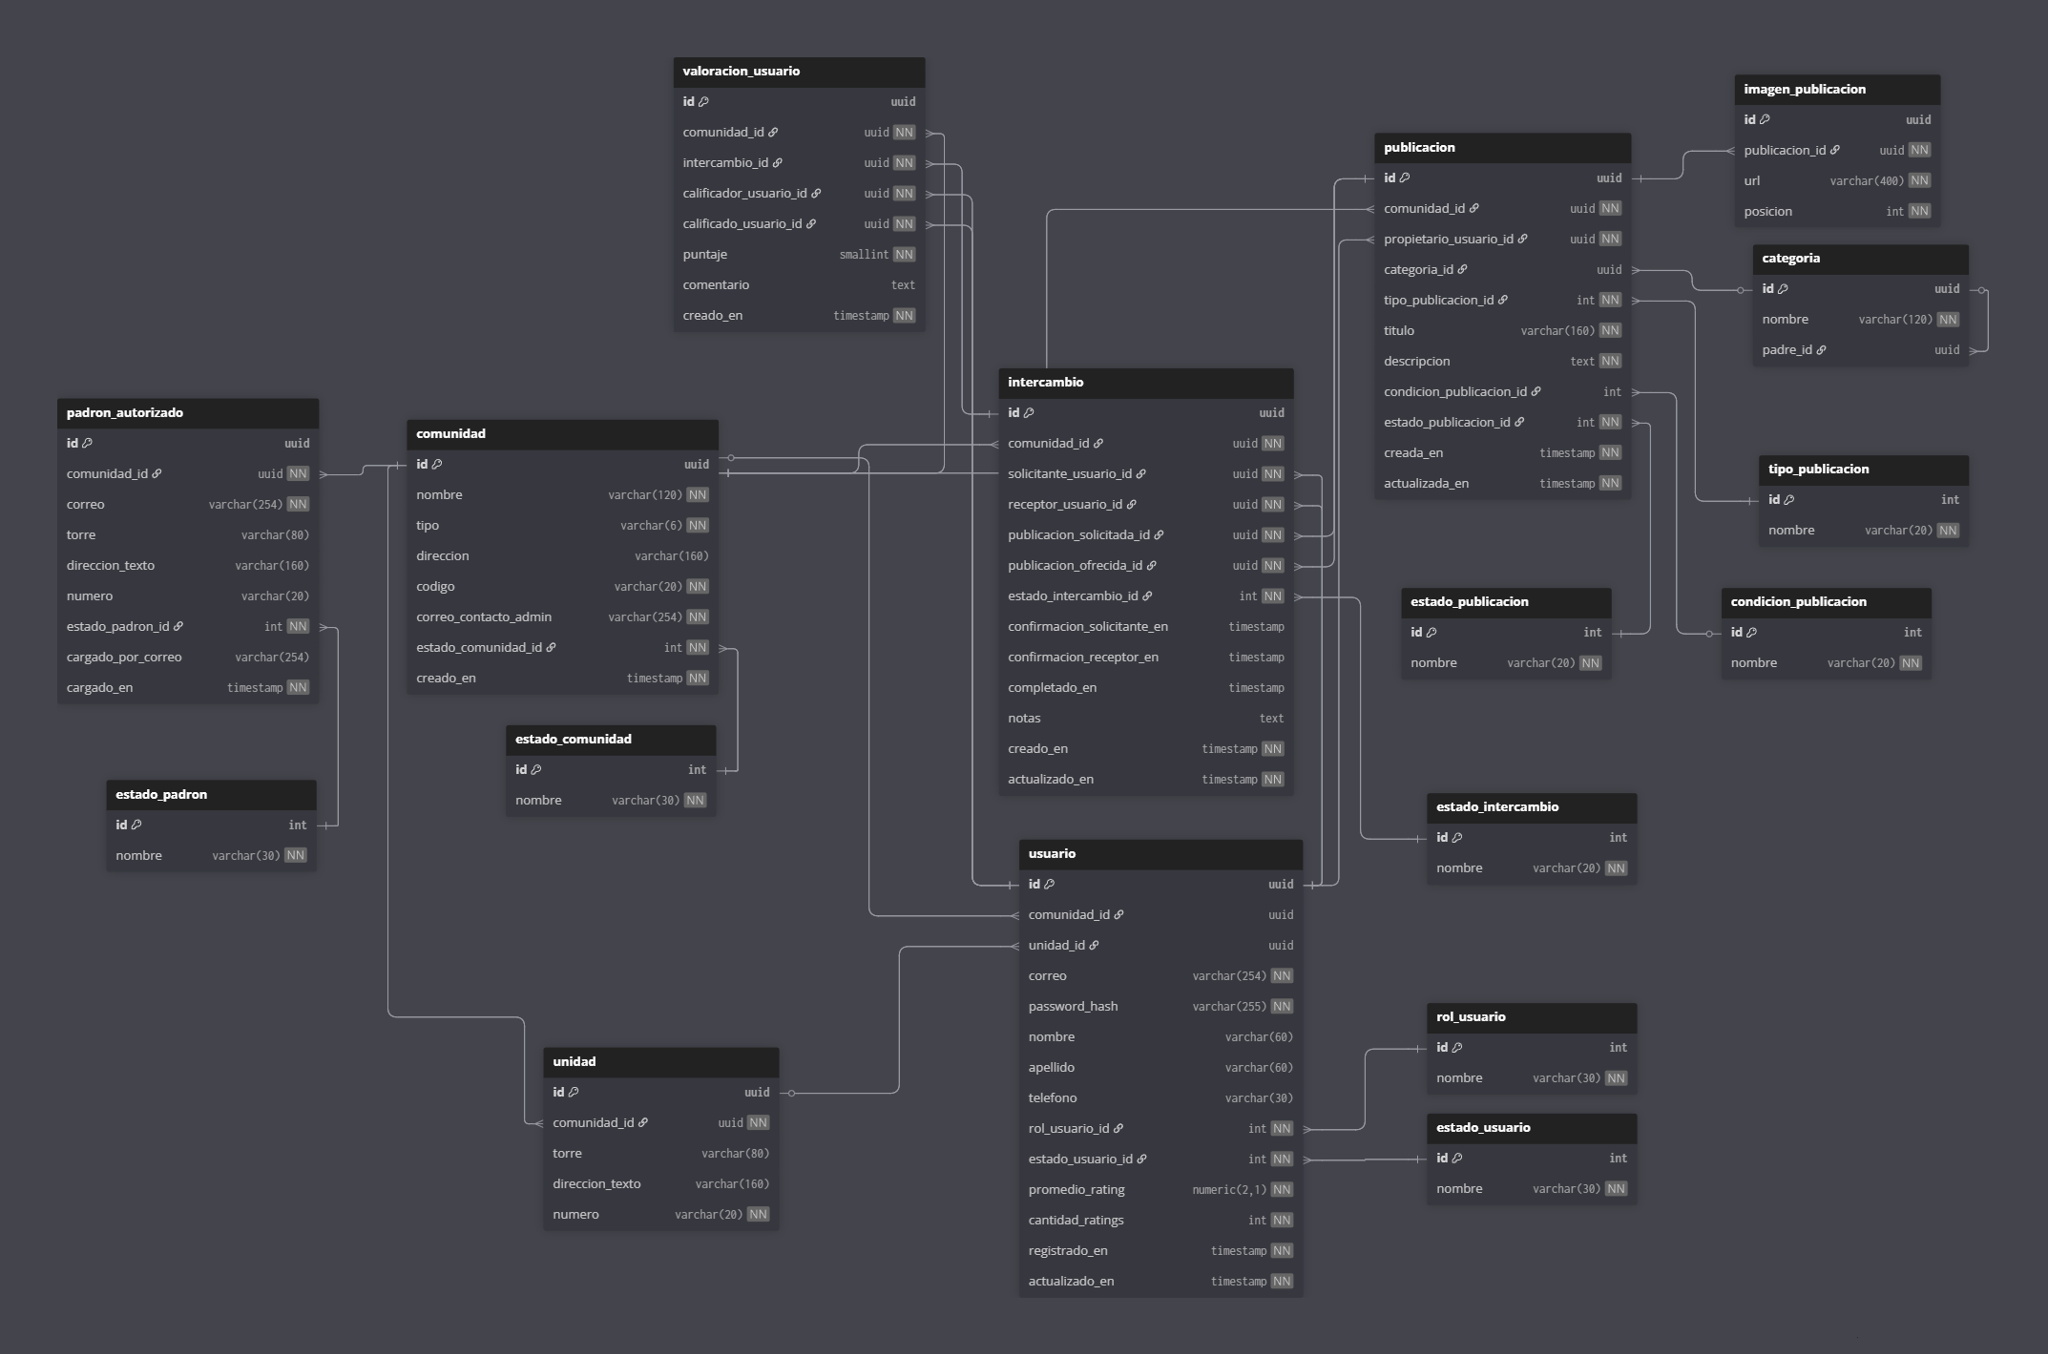 valoracion_usuario
id uuid
comunidad_id uuid NN
intercambio_id uuid NN
calificador_usuario_id uuid NN
calificado_usuario_id uuid NN
puntaje smallint NN
comentario text
creado_en timestamp NN
imagen_publicacion
id uuid
publicacion_id uuid NN
url varchar(400) NN
posicion int NN
publicacion
id uuid
comunidad_id uuid NN
propietario_usuario_id uuid NN
categoria_id uuid
tipo_publicacion_id int NN
titulo varchar(160) NN
descripcion text NN
condicion_publicacion_id int
estado_publicacion_id int NN
creada_en timestamp NN
actualizada_en timestamp NN
categoria
id uuid
nombre varchar(120) NN
padre_id uuid
intercambio
id uuid
comunidad_id uuid NN
solicitante_usuario_id uuid NN
receptor_usuario_id uuid NN
publicacion_solicitada_id uuid NN
publicacion_ofrecida_id uuid NN
estado_intercambio_id int NN
confirmacion_solicitante_en timestamp
confirmacion_receptor_en timestamp
completado_en timestamp
notas text
creado_en timestamp NN
actualizado_en timestamp NN
padron_autorizado
id uuid
comunidad_id uuid NN
correo varchar(254) NN
torre varchar(80)
direccion_texto varchar(160)
numero varchar(20)
estado_padron_id int NN
cargado_por_correo varchar(254)
cargado_en timestamp NN
comunidad
id uuid
nombre varchar(120) NN
tipo varchar(6) NN
direccion varchar(160)
codigo varchar(20) NN
correo_contacto_admin varchar(254) NN
estado_comunidad_id int NN
creado_en timestamp NN
tipo_publicacion
id int
nombre varchar(20) NN
estado_publicacion
id int
nombre varchar(20) NN
condicion_publicacion
id int
nombre varchar(20) NN
estado_comunidad
id int
nombre varchar(30) NN
estado_padron
id int
nombre varchar(30) NN
estado_intercambio
id int
nombre varchar(20) NN
usuario
id uuid
comunidad_id uuid
unidad_id uuid
correo varchar(254) NN
password_hash varchar(255) NN
nombre varchar(60)
apellido varchar(60)
telefono varchar(30)
rol_usuario_id int NN
estado_usuario_id int NN
promedio_rating numeric(2,1) NN
cantidad_ratings int NN
registrado_en timestamp NN
actualizado_en timestamp NN
rol_usuario
id int
nombre varchar(30) NN
unidad
id uuid
comunidad_id uuid NN
torre varchar(80)
direccion_texto varchar(160)
numero varchar(20) NN
estado_usuario
id int
nombre varchar(30) NN